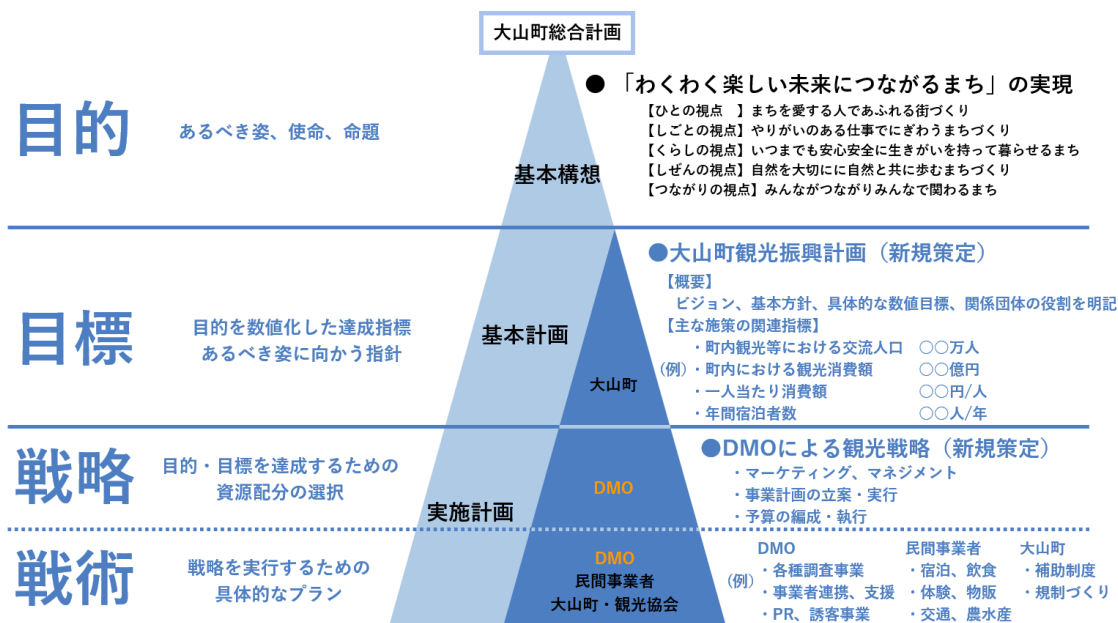 大山町総合計画
目的
あるべき姿、使命、命題
基本構想
● 「わくわく楽しい未来につながるまち」の実現
【ひとの視点　】まちを愛する人であふれる街づくり
【しごとの視点】やりがいのある仕事でにぎわうまちづくり
【くらしの視点】いつまでも安心安全に生きがいを持って暮らせるまち
【しぜんの視点】自然を大切にに自然と共に歩むまちづくり
【つながりの視点】みんながつながりみんなで関わるまち
目標
目的を数値化した達成指標
あるべき姿に向かう指針
基本計画
大山町
●大山町観光振興計画（新規策定）
【概要】
ビジョン、基本方針、具体的な数値目標、関係団体の役割を明記
【主な施策の関連指標】
・町内観光等における交流人口　○○万人
（例）・町内における観光消費額　○○億円
・一人当たり消費額　○○円/人
・年間宿泊者数　○○人/年
戦略
目的・目標を達成するための
資源配分の選択
実施計画
DMO
●DMOによる観光戦略（新規策定）
・マーケティング、マネジメント
・事業計画の立案・実行
・予算の編成・執行
戦術
戦略を実行するための
具体的なプラン
DMO
民間事業者
大山町・観光協会
（例）
DMO
・各種調査事業
・事業者連携、支援
・PR、誘客事業
民間事業者
・宿泊、飲食
・体験、物販
・交通、農水産
大山町
・補助制度
・規制づくり